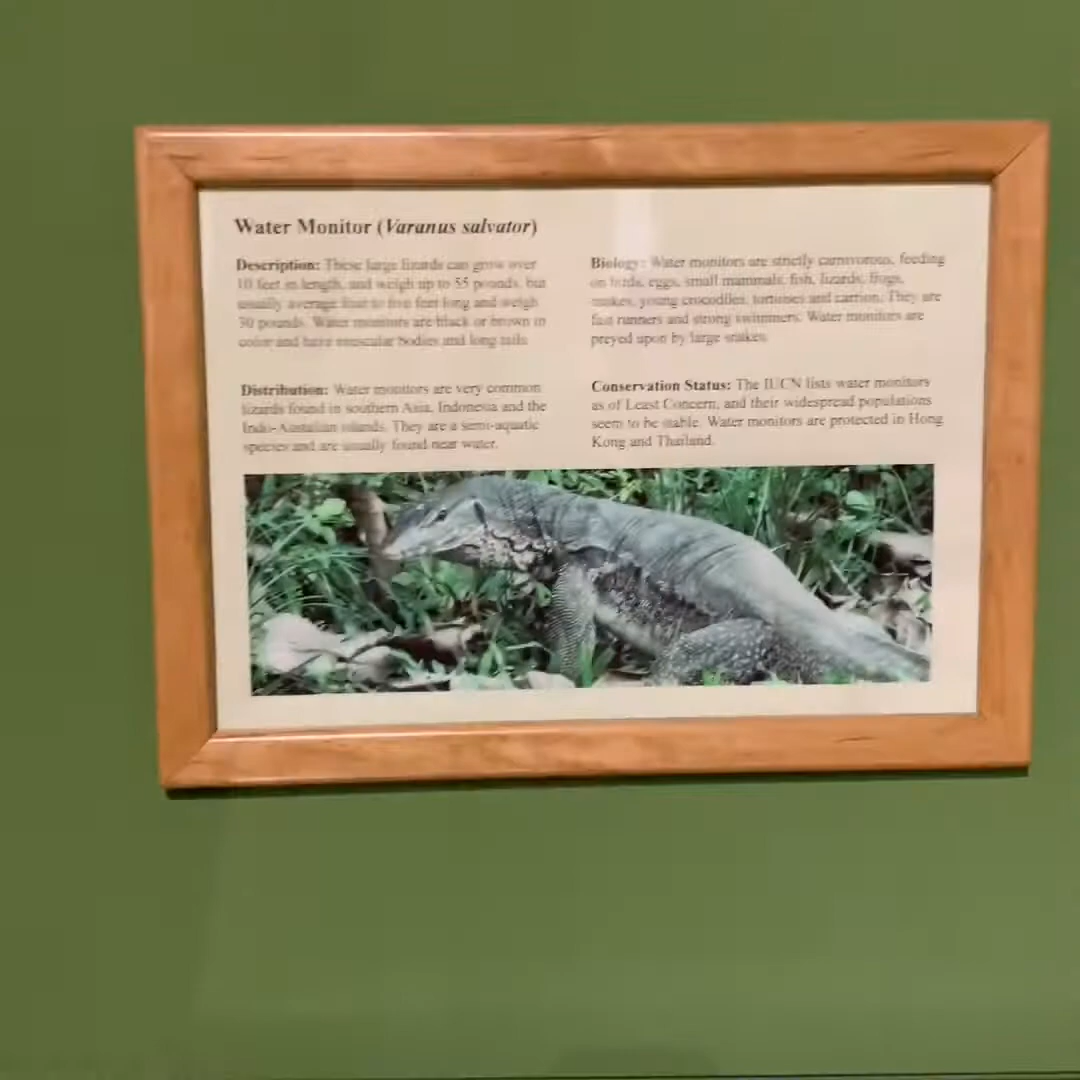 Water Monitor (Varanus salvator)
Description: These large lizards can grow over
10 feet in length, and weigh up to 55 pounds, but
usually average four to five feet long and weigh
30 pounds. Water monitors are black or brown in
color and have muscular bodies and long tails.
Distribution: Water monitors are very common
lizards found in southern Asia, Indonesia and the
Indo-Australian islands. They are a semi-aquatic
species and are usually found near water.
Biology: Water monitors are strictly carnivorous, feeding
on birds, eggs, small mammals, fish, lizards, frogs,
snakes, young crocodiles, tortoises and carrion. They are
fast runners and strong swimmers. Water monitors are
preyed upon by large snakes.
Conservation Status: The IUCN lists water monitors
as of Least Concern, and their widespread populations
seem to be stable. Water monitors are protected in Hong
Kong and Thailand.